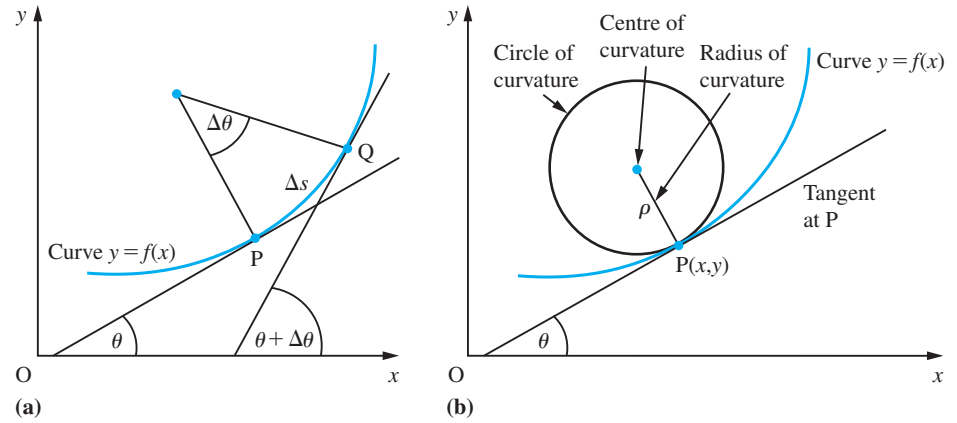 y
Δθ
Q
Δs
Curve y = f(x)
P
θ
θ + Δθ
O
x
(a)
y
Centre of
curvature
Circle of
curvature
Radius of
curvature
Curve y = f(x)
ρ
Tangent
at P
P(x,y)
θ
O
x
(b)